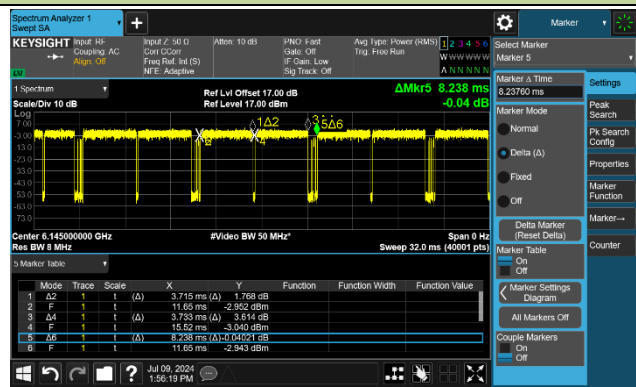 Spectrum Analyzer 1
Swept SA
Marker
KEYSIGHT Input: RF
Coupling: AC
Align: Off
Input Z: 50 Ω
Corr CCorr
Freq Ref: Int (S)
NFE: Adaptive
Atten: 10 dB
PNO: Fast
Gate: Off
IF Gain: Low
Sig Track: Off
Avg Type: Power (RMS)
Trig: Free Run
1 2 3 4 5 6
W W W W W W
A N N N N N
LXI
Select Marker
Marker 5
1 Spectrum
Scale/Div 10 dB
Ref Lvl Offset 17.00 dB
Ref Level 17.00 dBm
ΔMkr5 8.238 ms
-0.04 dB
Log
7.00
-3.00
-13.0
-23.0
-33.0
-43.0
-53.0
-63.0
-73.0
1Δ2
3
5Δ6
4
Center 6.145000000 GHz
Res BW 8 MHz
#Video BW 50 MHz*
Span 0 Hz
Sweep 32.0 ms (40001 pts)
5 Marker Table
Mode Trace Scale X Y Function Function Width Function Value
1 Δ2 1 t (Δ) 3.715 ms (Δ) 1.768 dB
2 F 1 t 11.65 ms -2.952 dBm
3 Δ4 1 t (Δ) 3.733 ms (Δ) 3.614 dB
4 F 1 t 15.52 ms -3.040 dBm
5 Δ6 1 t (Δ) 8.238 ms (Δ) -0.04021 dB
6 F 1 t 11.65 ms -2.943 dBm
Jul 09, 2024
1:56:19 PM
Marker Δ Time
8.23760 ms
Marker Mode
Normal
Delta (Δ)
Fixed
Off
Delta Marker
(Reset Delta)
Marker Table
On
Off
Marker Settings
Diagram
All Markers Off
Couple Markers
On
Off
Settings
Peak
Search
Pk Search
Config
Properties
Marker
Function
Marker→
Counter